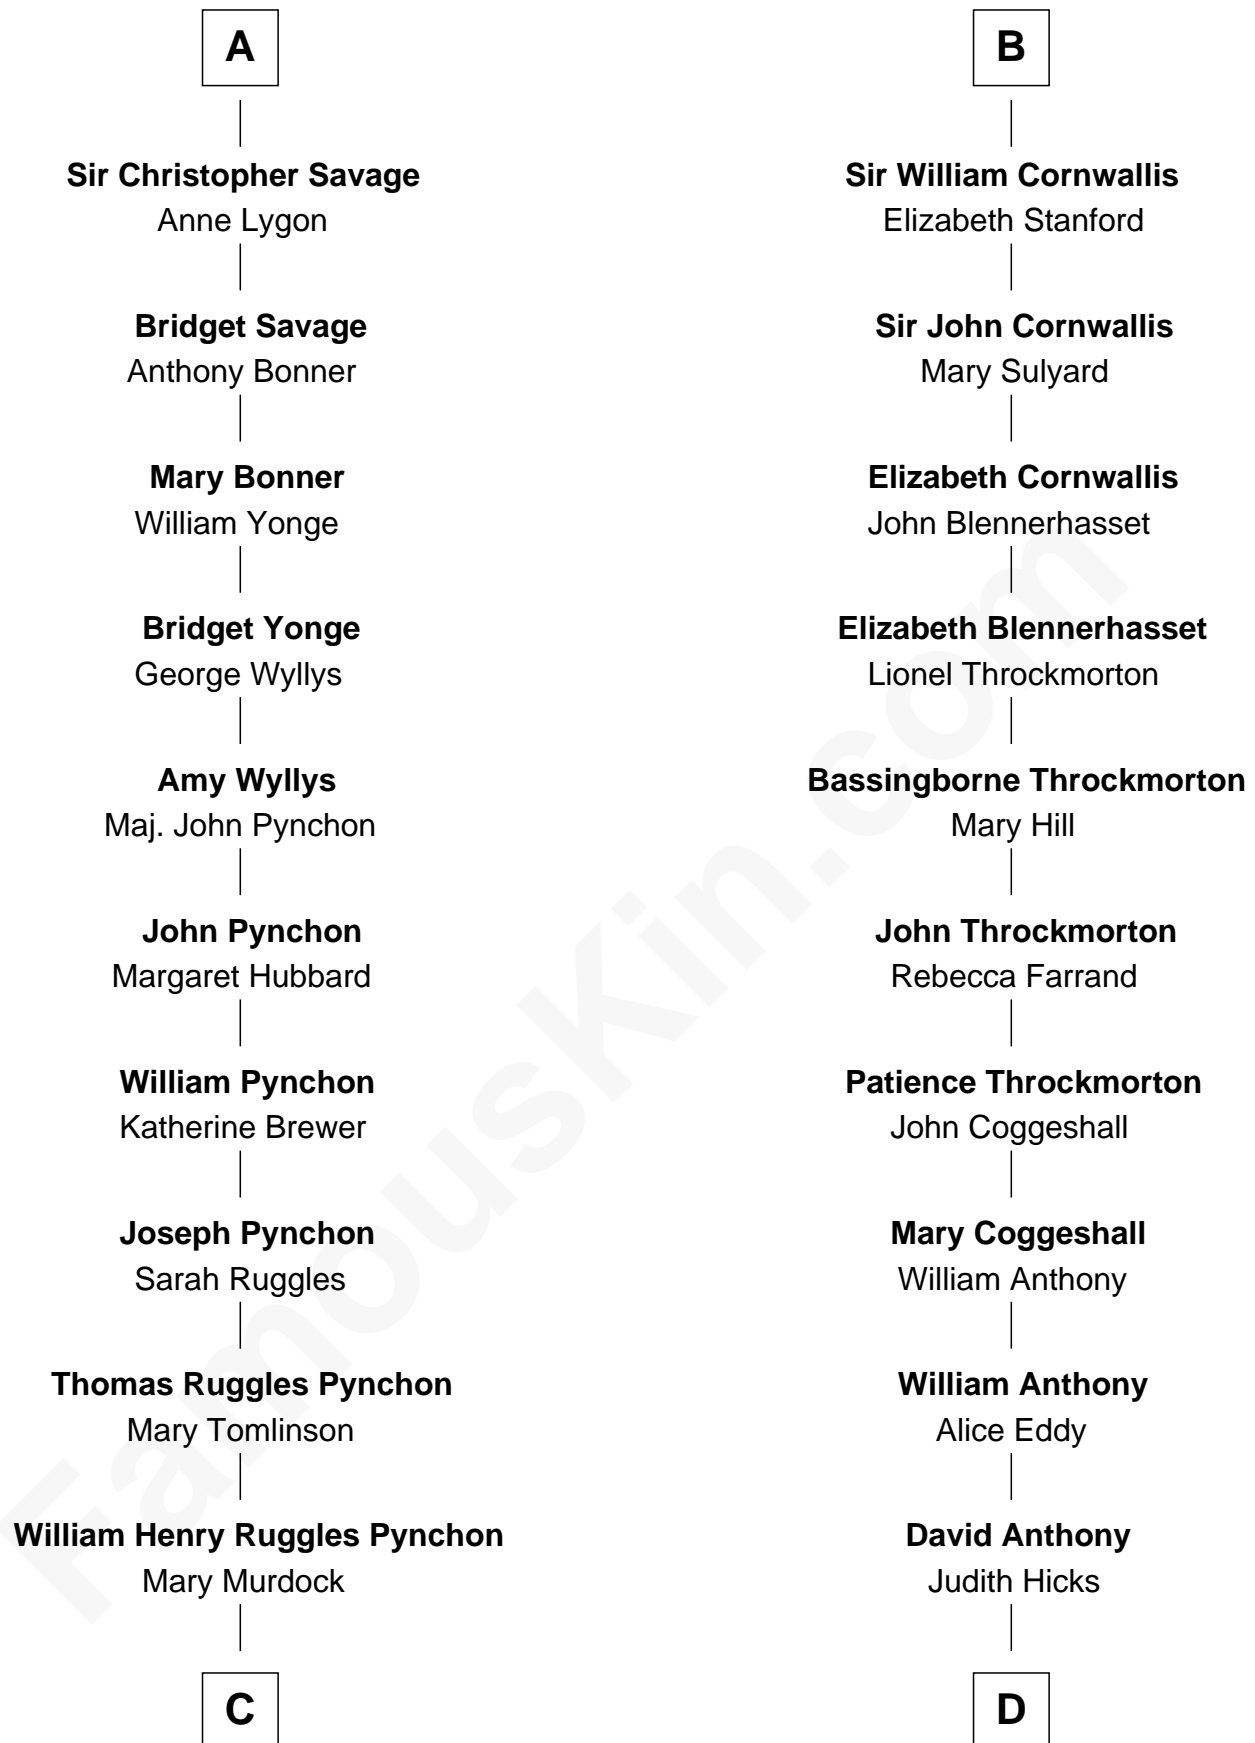 A
Sir Christopher Savage
Anne Lygon
Bridget Savage
Anthony Bonner
Mary Bonner
William Yonge
Bridget Yonge
George Wyllys
Amy Wyllys
Maj. John Pynchon
John Pynchon
Margaret Hubbard
William Pynchon
Katherine Brewer
Joseph Pynchon
Sarah Ruggles
Thomas Ruggles Pynchon
Mary Tomlinson
William Henry Ruggles Pynchon
Mary Murdock
C
B
Sir William Cornwallis
Elizabeth Stanford
Sir John Cornwallis
Mary Sulyard
Elizabeth Cornwallis
John Blennerhasset
Elizabeth Blennerhasset
Lionel Throckmorton
Bassingborne Throckmorton
Mary Hill
John Throckmorton
Rebecca Farrand
Patience Throckmorton
John Coggeshall
Mary Coggeshall
William Anthony
William Anthony
Alice Eddy
David Anthony
Judith Hicks
D
FamousKin.com